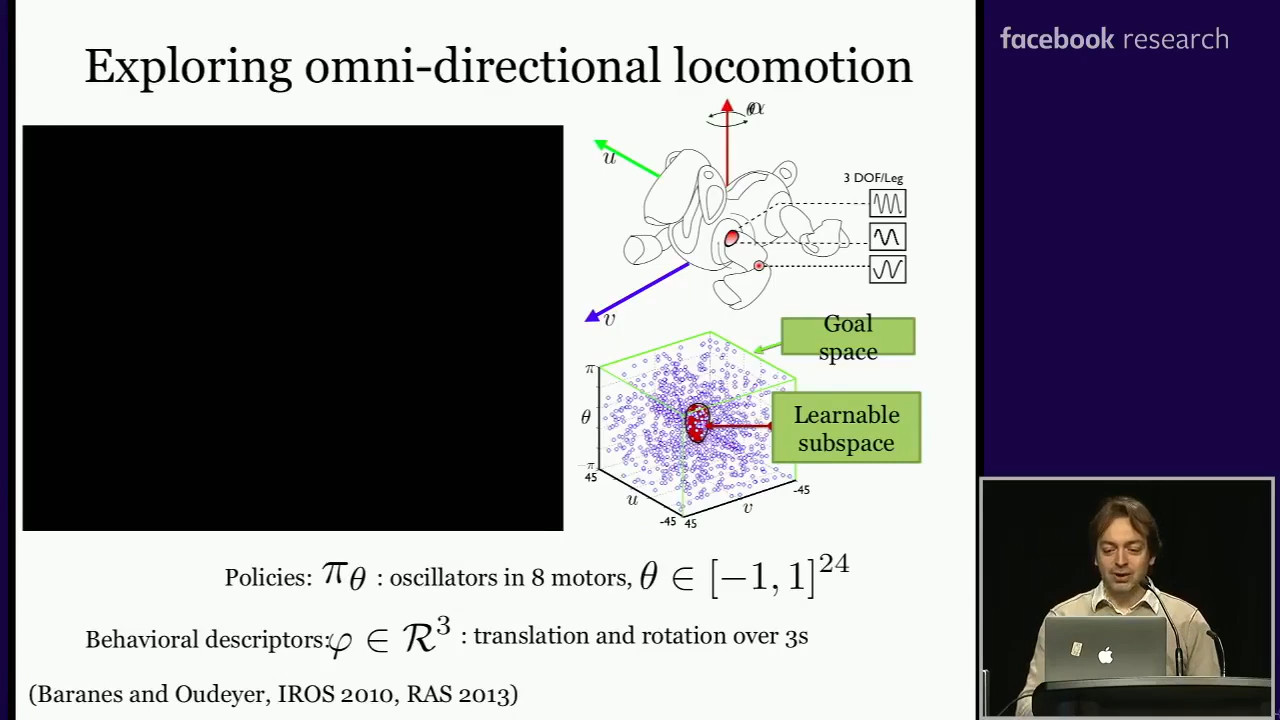 Exploring omni-directional locomotion
facebook research
u
3 DOF/Leg
v
Goal
space
π
θ
Learnable
subspace
-π
45
u
-45
45
v
-45
Policies: πθ : oscillators in 8 motors, θ ∈ [−1, 1]^24
Behavioral descriptors:φ ∈ R^3 : translation and rotation over 3s
(Baranes and Oudeyer, IROS 2010, RAS 2013)